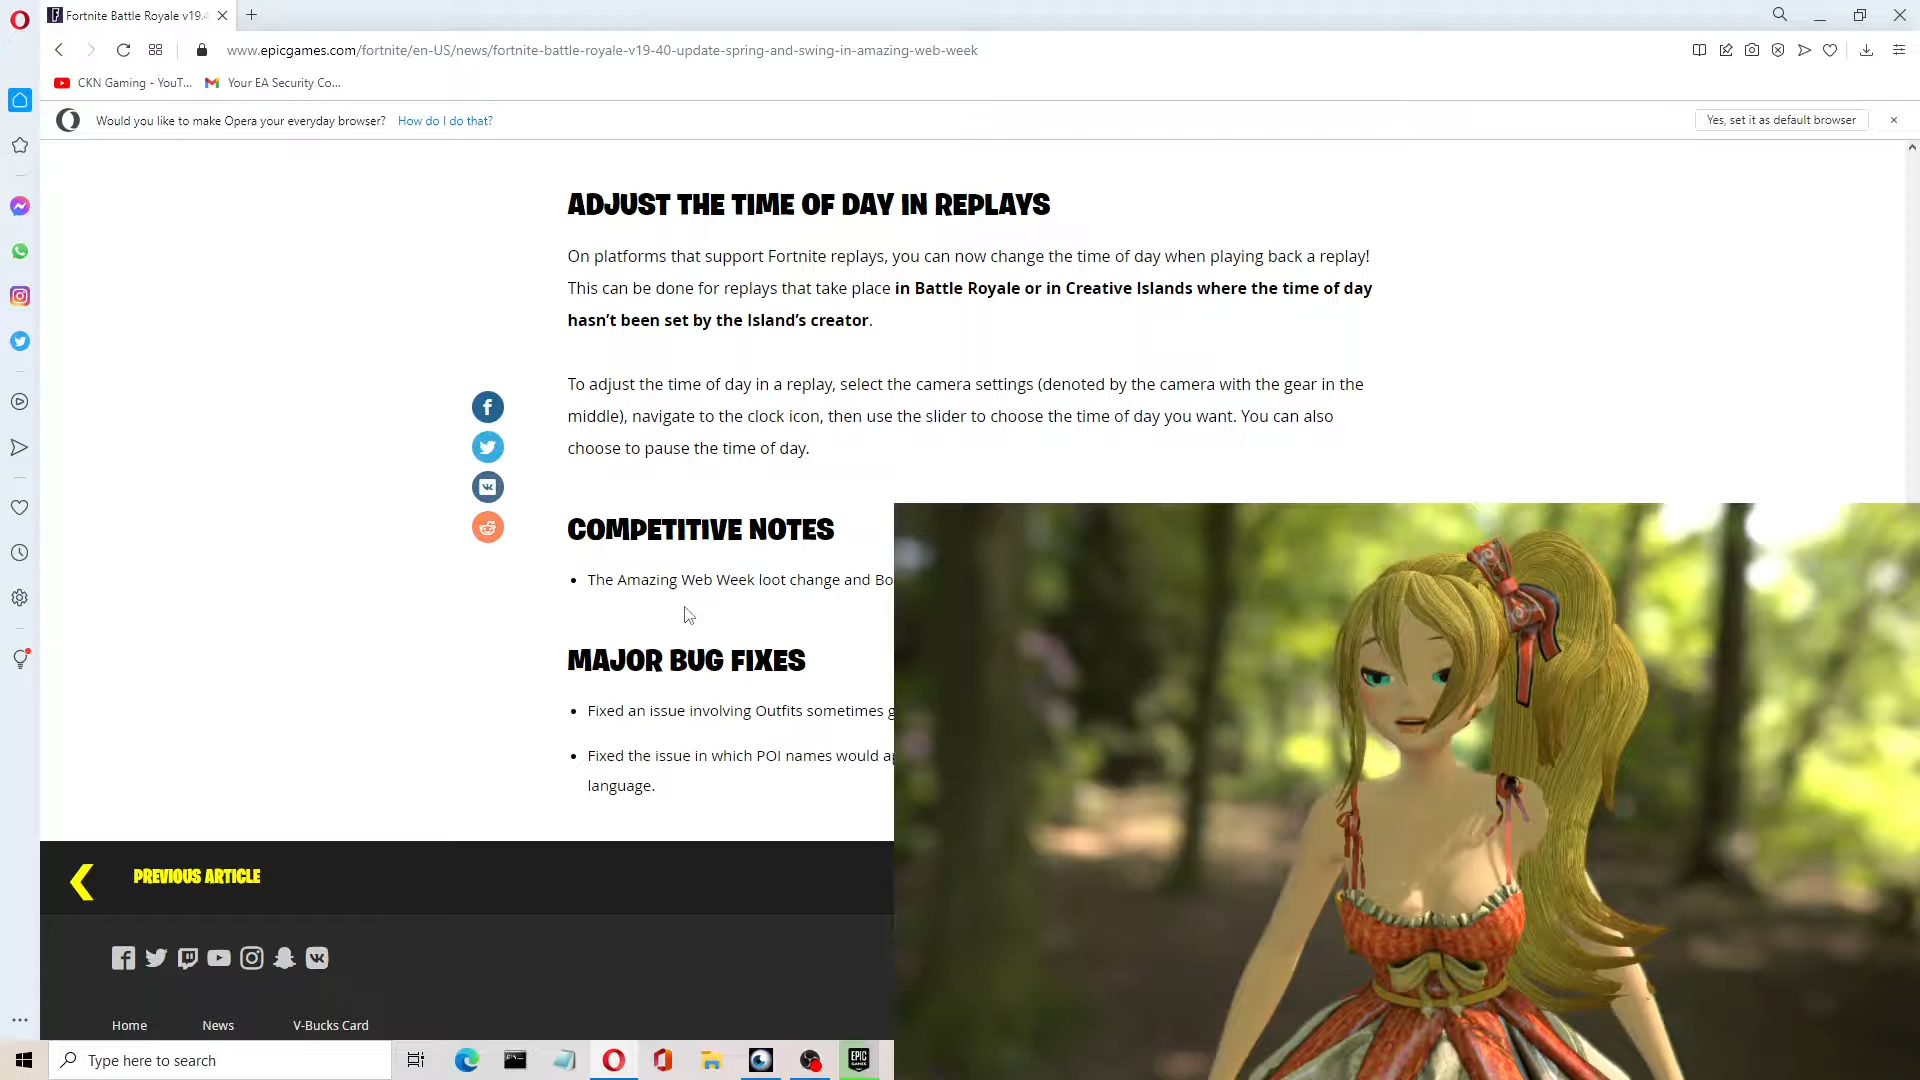 Fortnite Battle Royale v19.4
www.epicgames.com/fortnite/en-US/news/fortnite-battle-royale-v19-40-update-spring-and-swing-in-amazing-web-week
CKN Gaming - YouT...
Your EA Security Co...
Would you like to make Opera your everyday browser? How do I do that?
Yes, set it as default browser
ADJUST THE TIME OF DAY IN REPLAYS
On platforms that support Fortnite replays, you can now change the time of day when playing back a replay!
This can be done for replays that take place in Battle Royale or in Creative Islands where the time of day
hasn't been set by the Island's creator.
To adjust the time of day in a replay, select the camera settings (denoted by the camera with the gear in the
middle), navigate to the clock icon, then use the slider to choose the time of day you want. You can also
choose to pause the time of day.
COMPETITIVE NOTES
• The Amazing Web Week loot change and Bo
MAJOR BUG FIXES
• Fixed an issue involving Outfits sometimes g
• Fixed the issue in which POI names would ap
language.
PREVIOUS ARTICLE
Home
News
V-Bucks Card
Type here to search
EPIC
GAMES